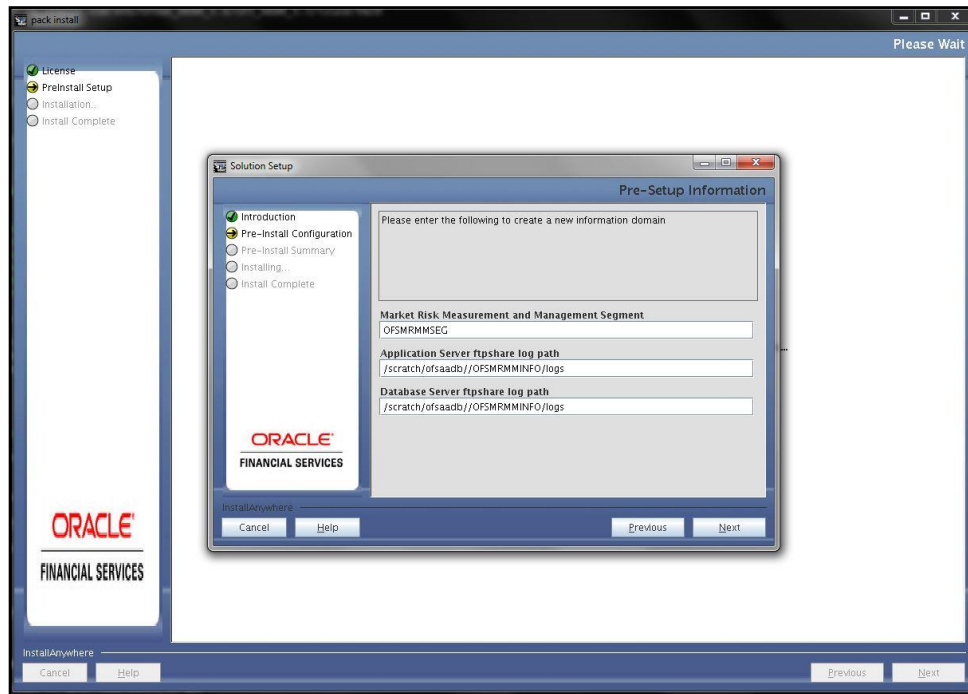 pack install
Please Wait
License
PreInstall Setup
Installation...
Install Complete
Solution Setup
Pre-Setup Information
Introduction
Pre-Install Configuration
Pre-Install Summary
Installing...
Install Complete
Please enter the following to create a new information domain
Market Risk Measurement and Management Segment
OFSMRMMSEG
Application Server ftpshare log path
/scratch/ofsaadb//OFSMRMMINFO/logs
Database Server ftpshare log path
/scratch/ofsaadb//OFSMRMMINFO/logs
ORACLE
FINANCIAL SERVICES
InstallAnywhere
Cancel Help Previous Next
ORACLE
FINANCIAL SERVICES
InstallAnywhere
Cancel Help Previous Next